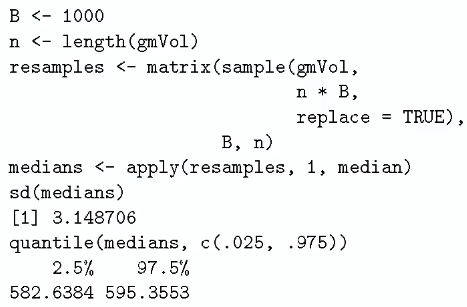 B <- 1000
n <- length(gmVol)
resamples <- matrix(sample(gmVol,
n * B,
replace = TRUE),
B, n)
medians <- apply(resamples, 1, median)
sd(medians)
[1] 3.148706
quantile(medians, c(.025, .975))
2.5% 97.5%
582.6384 595.3553